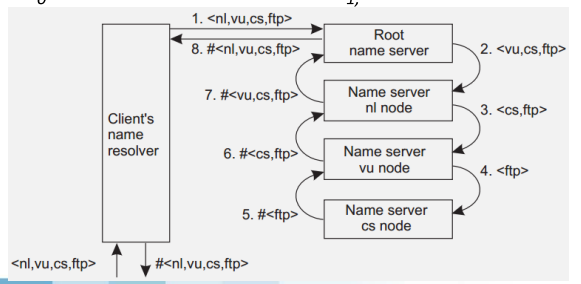 1. <nl,vu,cs,ftp>
Root
name server
8. #<nl,vu,cs,ftp>
2. <vu,cs,ftp>
7. #<vu,cs,ftp>
Name server
nl node
3. <cs,ftp>
Client's
name
resolver
6. #<cs,ftp>
Name server
vu node
4. <ftp>
5. #<ftp>
Name server
cs node
<nl,vu,cs,ftp>
#<nl,vu,cs,ftp>